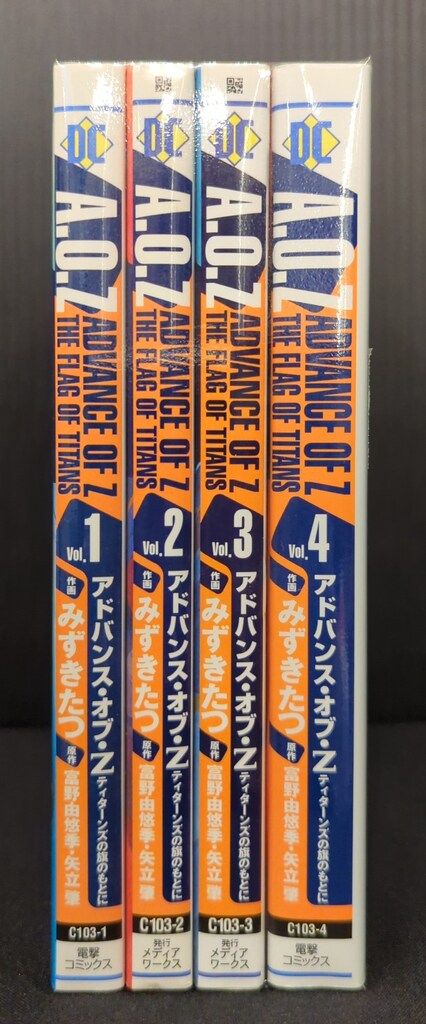 DC
A.O.Z
ADVANCE OF Z
THE FLAG OF TITANS
Vol.1
アドバンス・オブ・Z
ティターンズの旗のもとに
作画
みずきたつ
原作
富野由悠季・矢立 肇
C103-1
電撃
コミックス
DC
A.O.Z
ADVANCE OF Z
THE FLAG OF TITANS
Vol.2
アドバンス・オブ・Z
ティターンズの旗のもとに
作画
みずきたつ
原作
富野由悠季・矢立 肇
C103-2
発行
メディア
ワークス
DC
A.O.Z
ADVANCE OF Z
THE FLAG OF TITANS
Vol.3
アドバンス・オブ・Z
ティターンズの旗のもとに
作画
みずきたつ
原作
富野由悠季・矢立 肇
C103-3
発行
メディア
ワークス
DC
A.O.Z
ADVANCE OF Z
THE FLAG OF TITANS
Vol.4
アドバンス・オブ・Z
ティターンズの旗のもとに
作画
みずきたつ
原作
富野由悠季・矢立 肇
C103-4
電撃
コミックス